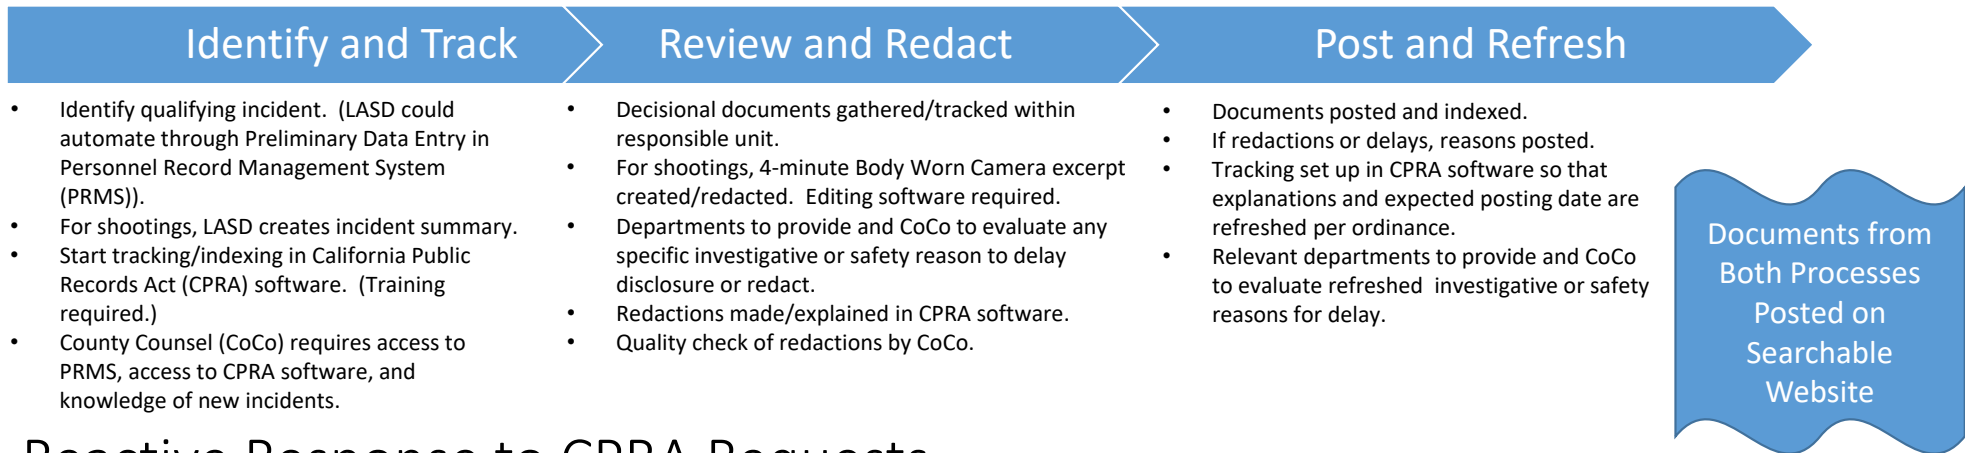 Identify and Track
Review and Redact
Post and Refresh
• Identify qualifying incident.  (LASD could
automate through Preliminary Data Entry in
Personnel Record Management System
(PRMS)).
• For shootings, LASD creates incident summary.
• Start tracking/indexing in California Public
Records Act (CPRA) software.  (Training
required.)
• County Counsel (CoCo) requires access to
PRMS, access to CPRA software, and
knowledge of new incidents.
• Decisional documents gathered/tracked within
responsible unit.
• For shootings, 4-minute Body Worn Camera excerpt
created/redacted.  Editing software required.
• Departments to provide and CoCo to evaluate any
specific investigative or safety reason to delay
disclosure or redact.
• Redactions made/explained in CPRA software.
• Quality check of redactions by CoCo.
• Documents posted and indexed.
• If redactions or delays, reasons posted.
• Tracking set up in CPRA software so that
explanations and expected posting date are
refreshed per ordinance.
• Relevant departments to provide and CoCo
to evaluate refreshed  investigative or safety
reasons for delay.
Documents from
Both Processes
Posted on
Searchable
Website
Reactive Response to CPRA Requests